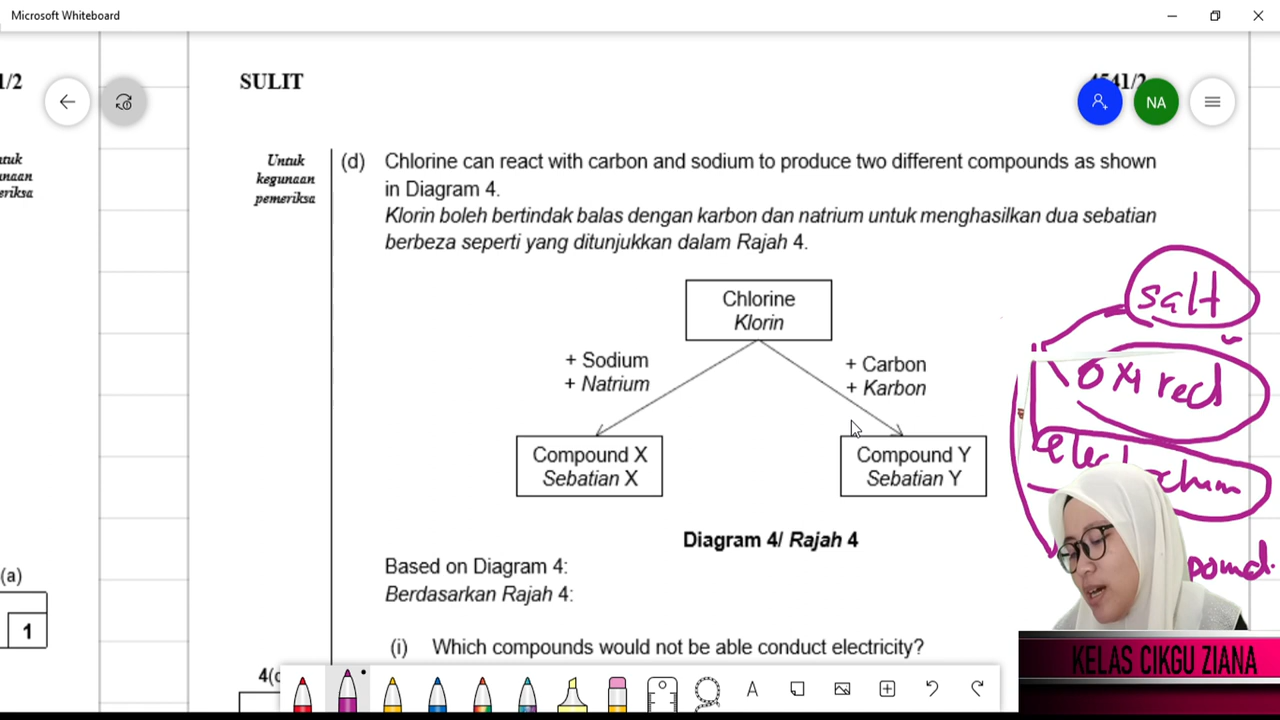 Microsoft Whiteboard
1/2
SULIT
4541/2
NA
Untuk
kegunaan
pemeriksa
(d) Chlorine can react with carbon and sodium to produce two different compounds as shown
in Diagram 4.
Klorin boleh bertindak balas dengan karbon dan natrium untuk menghasilkan dua sebatian
berbeza seperti yang ditunjukkan dalam Rajah 4.
salt
Chlorine
Klorin
+ Sodium
+ Natrium
+ Carbon
+ Karbon
Compound X
Sebatian X
Compound Y
Sebatian Y
Diagram 4/ Rajah 4
Based on Diagram 4:
Berdasarkan Rajah 4:
(a)
1
(i) Which compounds would not be able conduct electricity?
KELAS CIKGU ZIANA
A